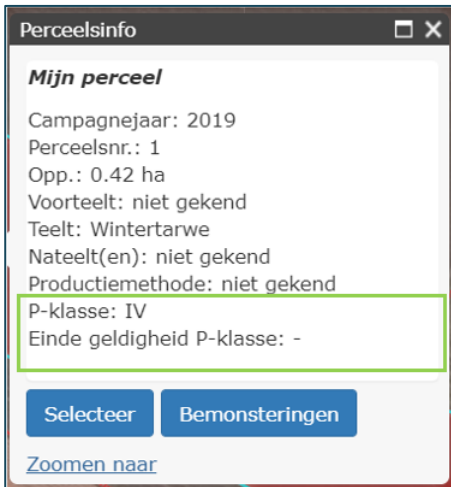 Perceelsinfo
Mijn perceel
Campagnejaar: 2019
Perceelsnr.: 1
Opp.: 0.42 ha
Voorteelt: niet gekend
Teelt: Wintertarwe
Nateelt(en): niet gekend
Productiemethode: niet gekend
P-klasse: IV
Einde geldigheid P-klasse: -
Selecteer Bemonsteringen
Zoomen naar